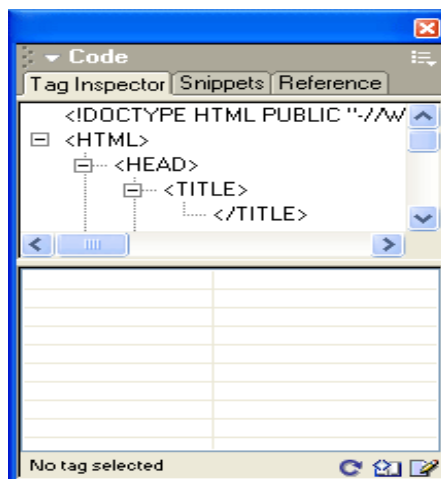 Code
Tag Inspector Snippets Reference
<!DOCTYPE HTML PUBLIC "-//W
<HTML>
<HEAD>
<TITLE>
</TITLE>
No tag selected